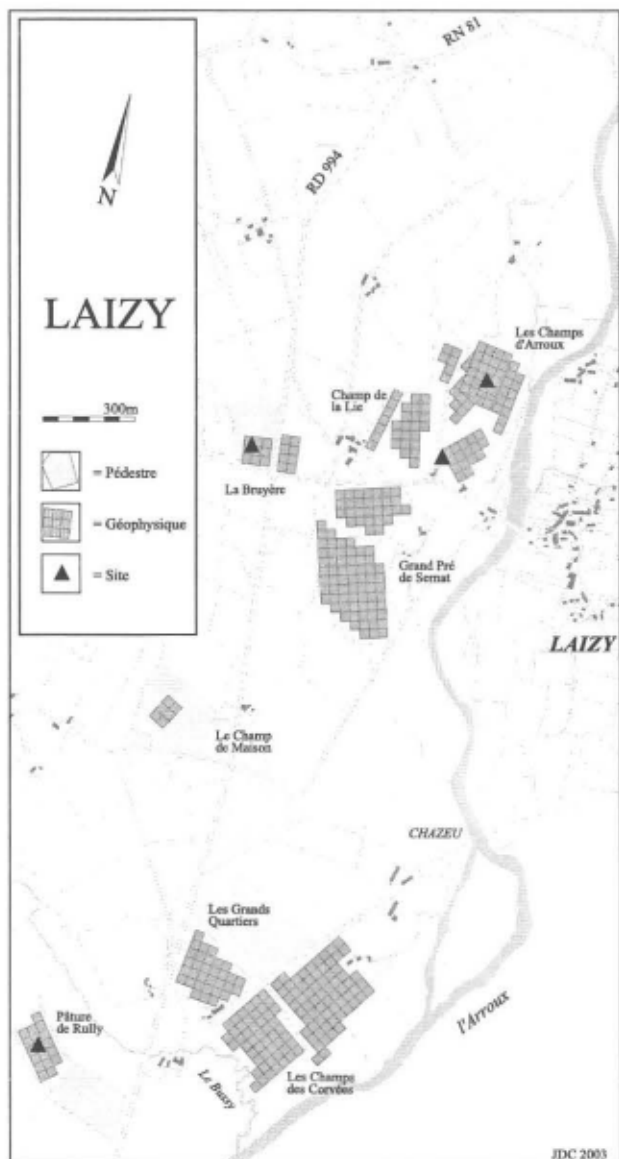 RN 81
RD 994
N
LAIZY
300m
= Pédestre
= Géophysique
= Site
Les Champs
d'Arroux
Champ de
la Lie
La Bruyère
Grand Pré
de Sernat
LAIZY
Le Champ
de Maison
CHAZEU
Les Grands
Quartiers
Pâture
de Rully
l'Arroux
Le Bussy
Les Champs
des Corvées
JDC 2003